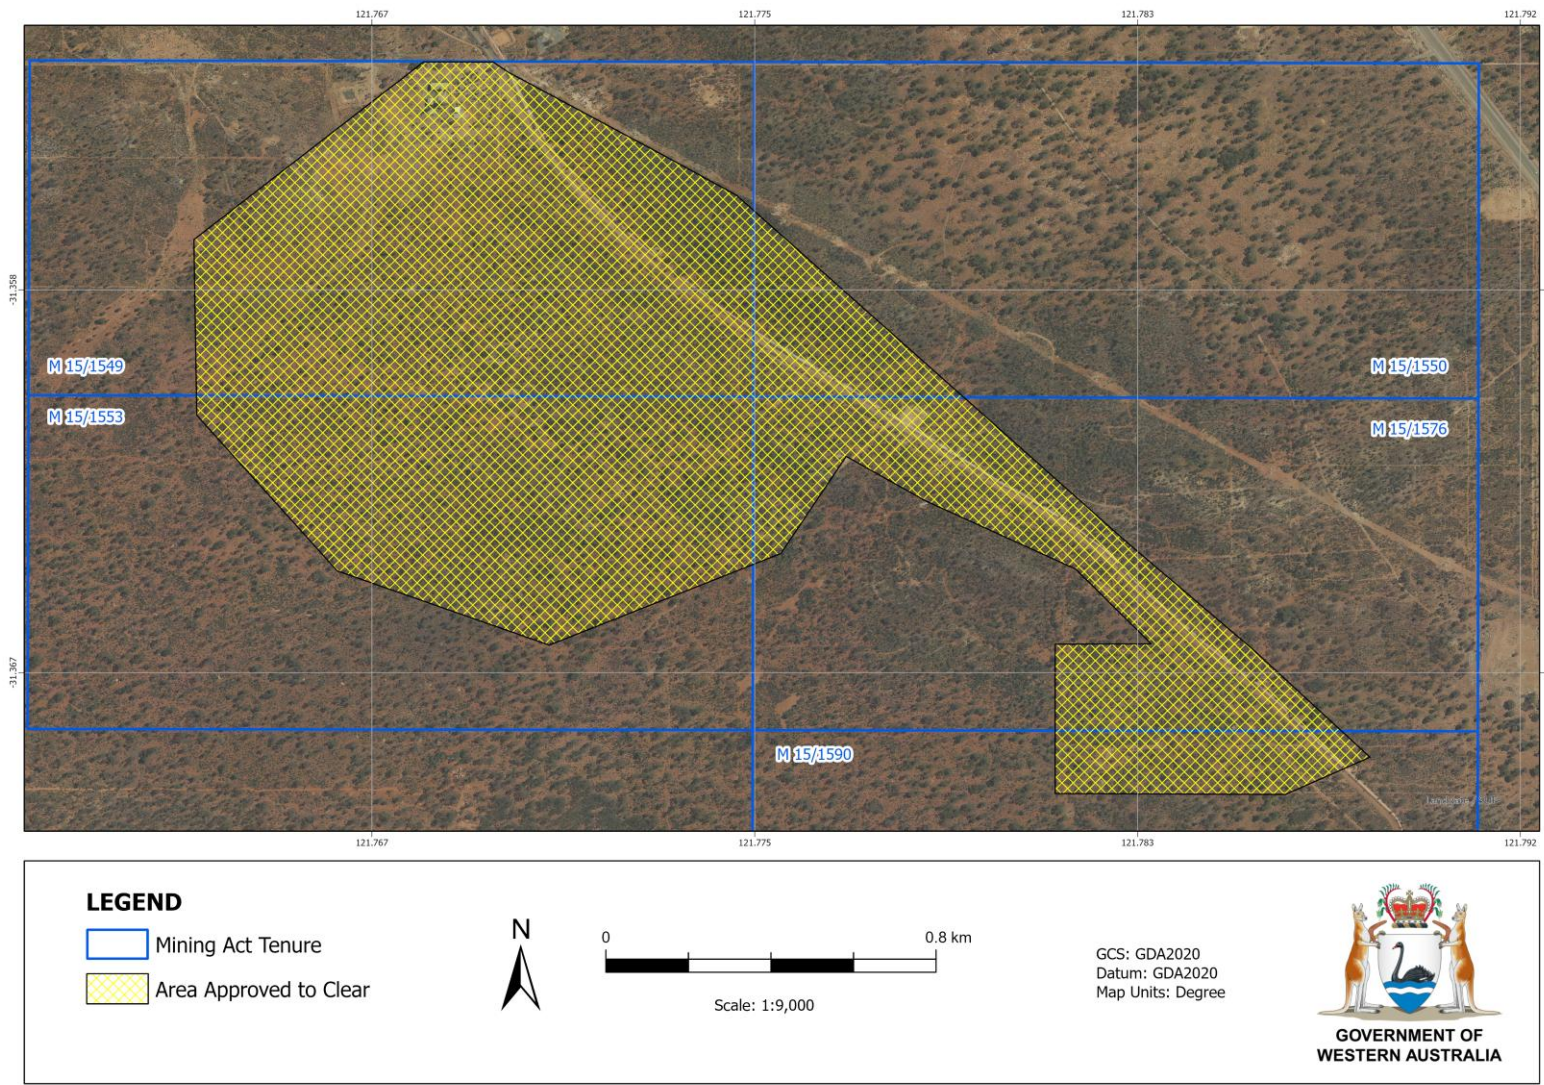 121.767
121.775
121.783
121.792
-31.358
M 15/1549
M 15/1550
M 15/1553
M 15/1576
-31.367
M 15/1590
121.767
121.775
121.783
121.792
LEGEND
Mining Act Tenure
Area Approved to Clear
N
0
0.8 km
Scale: 1:9,000
GCS: GDA2020
Datum: GDA2020
Map Units: Degree
GOVERNMENT OF
WESTERN AUSTRALIA